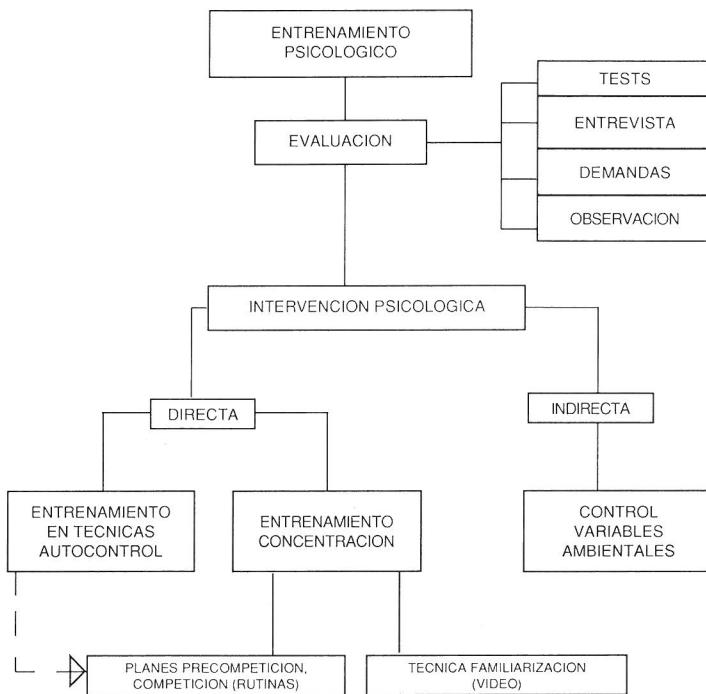 ENTRENAMIENTO
PSICOLOGICO
EVALUACION
TESTS
ENTREVISTA
DEMANDAS
OBSERVACION
INTERVENCION PSICOLOGICA
DIRECTA
INDIRECTA
ENTRENAMIENTO
EN TECNICAS
AUTOCONTROL
ENTRENAMIENTO
CONCENTRACION
CONTROL
VARIABLES
AMBIENTALES
PLANES PRECOMPETICION,
COMPETICION (RUTINAS)
TECNICA FAMILIARIZACION
(VIDEO)